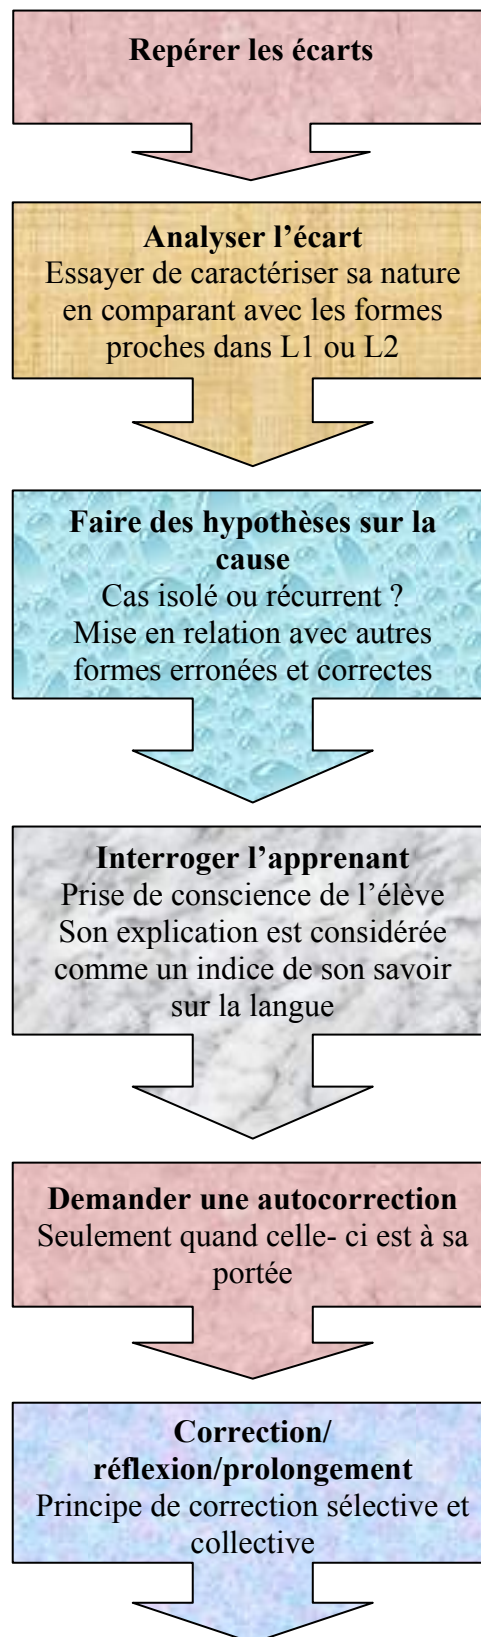 Repérer les écarts
Analyser l’écart
Essayer de caractériser sa nature
en comparant avec les formes
proches dans L1 ou L2
Faire des hypothèses sur la
cause
Cas isolé ou récurrent ?
Mise en relation avec autres
formes erronées et correctes
Interroger l’apprenant
Prise de conscience de l’élève
Son explication est considérée
comme un indice de son savoir
sur la langue
Demander une autocorrection
Seulement quand celle- ci est à sa
portée
Correction/
réflexion/prolongement
Principe de correction sélective et
collective